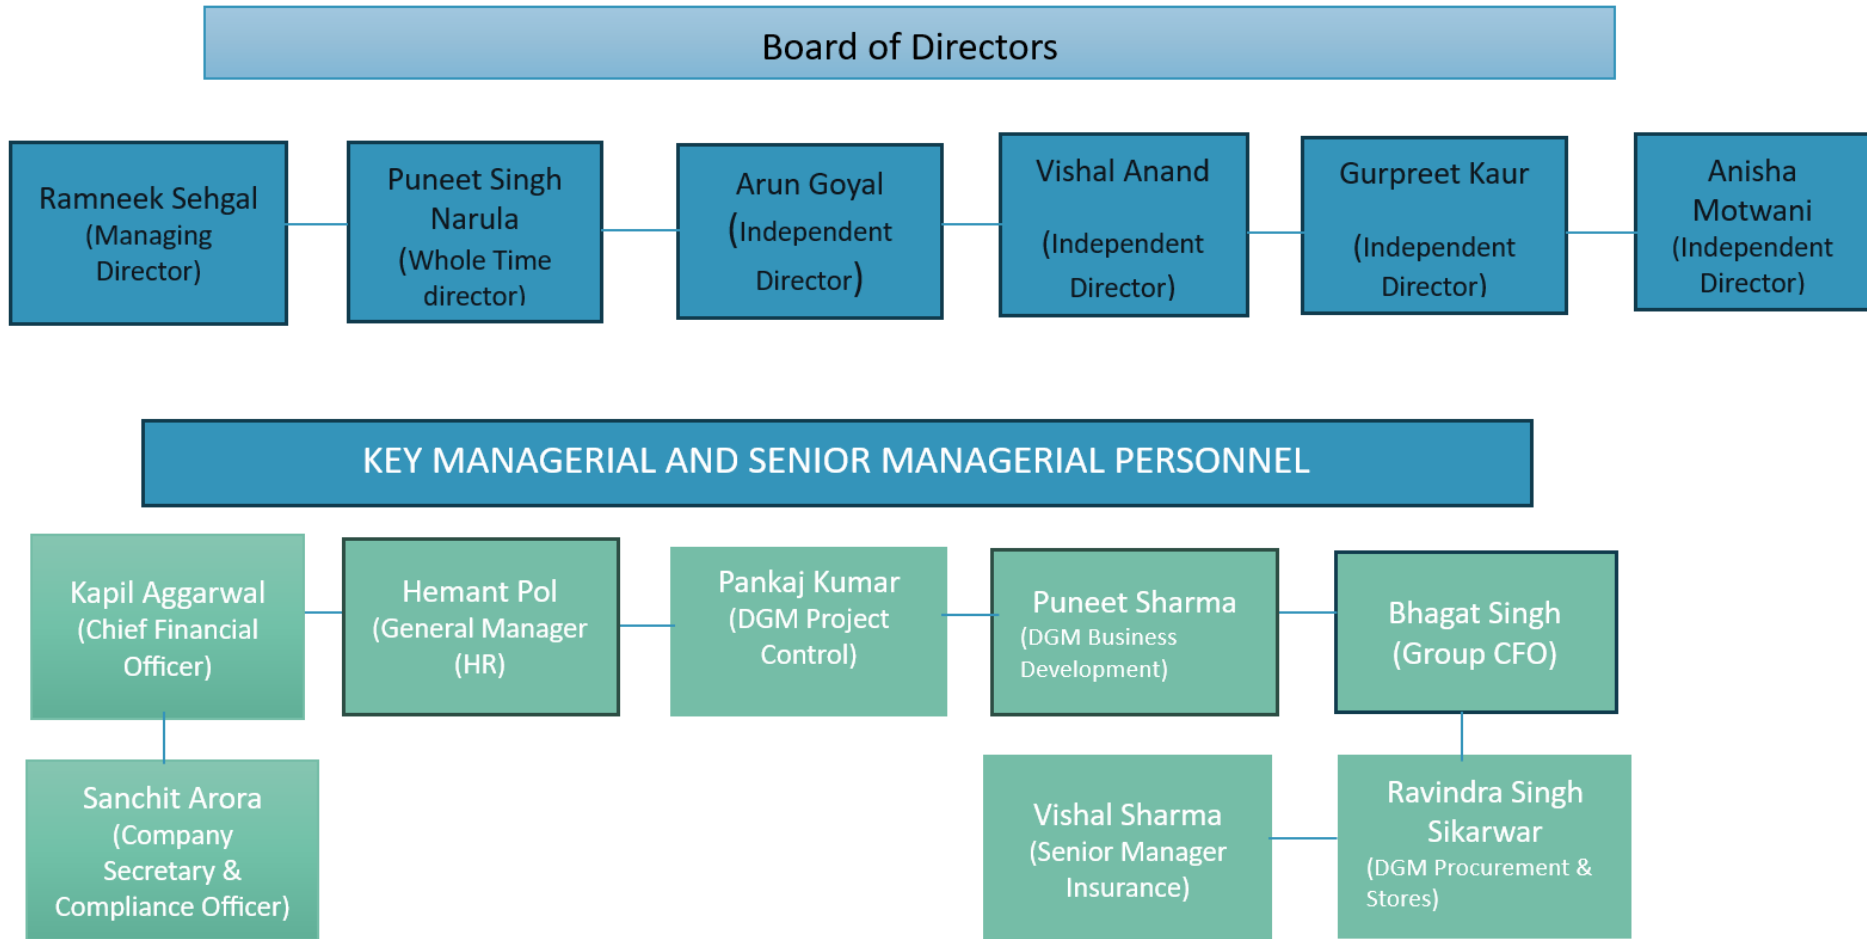 Board of Directors
Ramneek Sehgal
(Managing
Director)
Puneet Singh
Narula
(Whole Time
director)
Arun Goyal
(Independent
Director)
Vishal Anand
(Independent
Director)
Gurpreet Kaur
(Independent
Director)
Anisha
Motwani
(Independent
Director)
KEY MANAGERIAL AND SENIOR MANAGERIAL PERSONNEL
Kapil Aggarwal
(Chief Financial
Officer)
Hemant Pol
(General Manager
(HR)
Pankaj Kumar
(DGM Project
Control)
Puneet Sharma
(DGM Business
Development)
Bhagat Singh
(Group CFO)
Sanchit Arora
(Company
Secretary &
Compliance Officer)
Vishal Sharma
(Senior Manager
Insurance)
Ravindra Singh
Sikarwar
(DGM Procurement &
Stores)